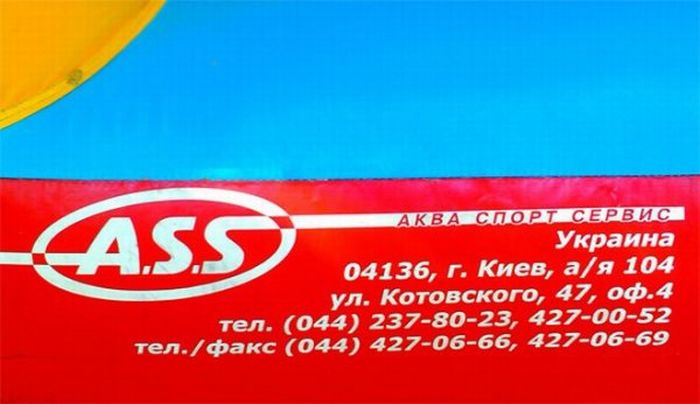 A.S.S
АКВА СПОРТ СЕРВИС
Украина
04136, г. Киев, а/я 104
ул. Котовского, 47, оф.4
тел. (044) 237-80-23, 427-00-52
тел./факс (044) 427-06-66, 427-06-69